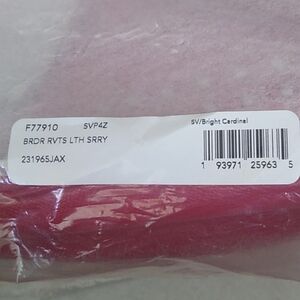 F77910 SVP4Z SV/Bright Cardinal
BRDR RVTS LTH SRRY
231965JAX
1 93971 25963 5